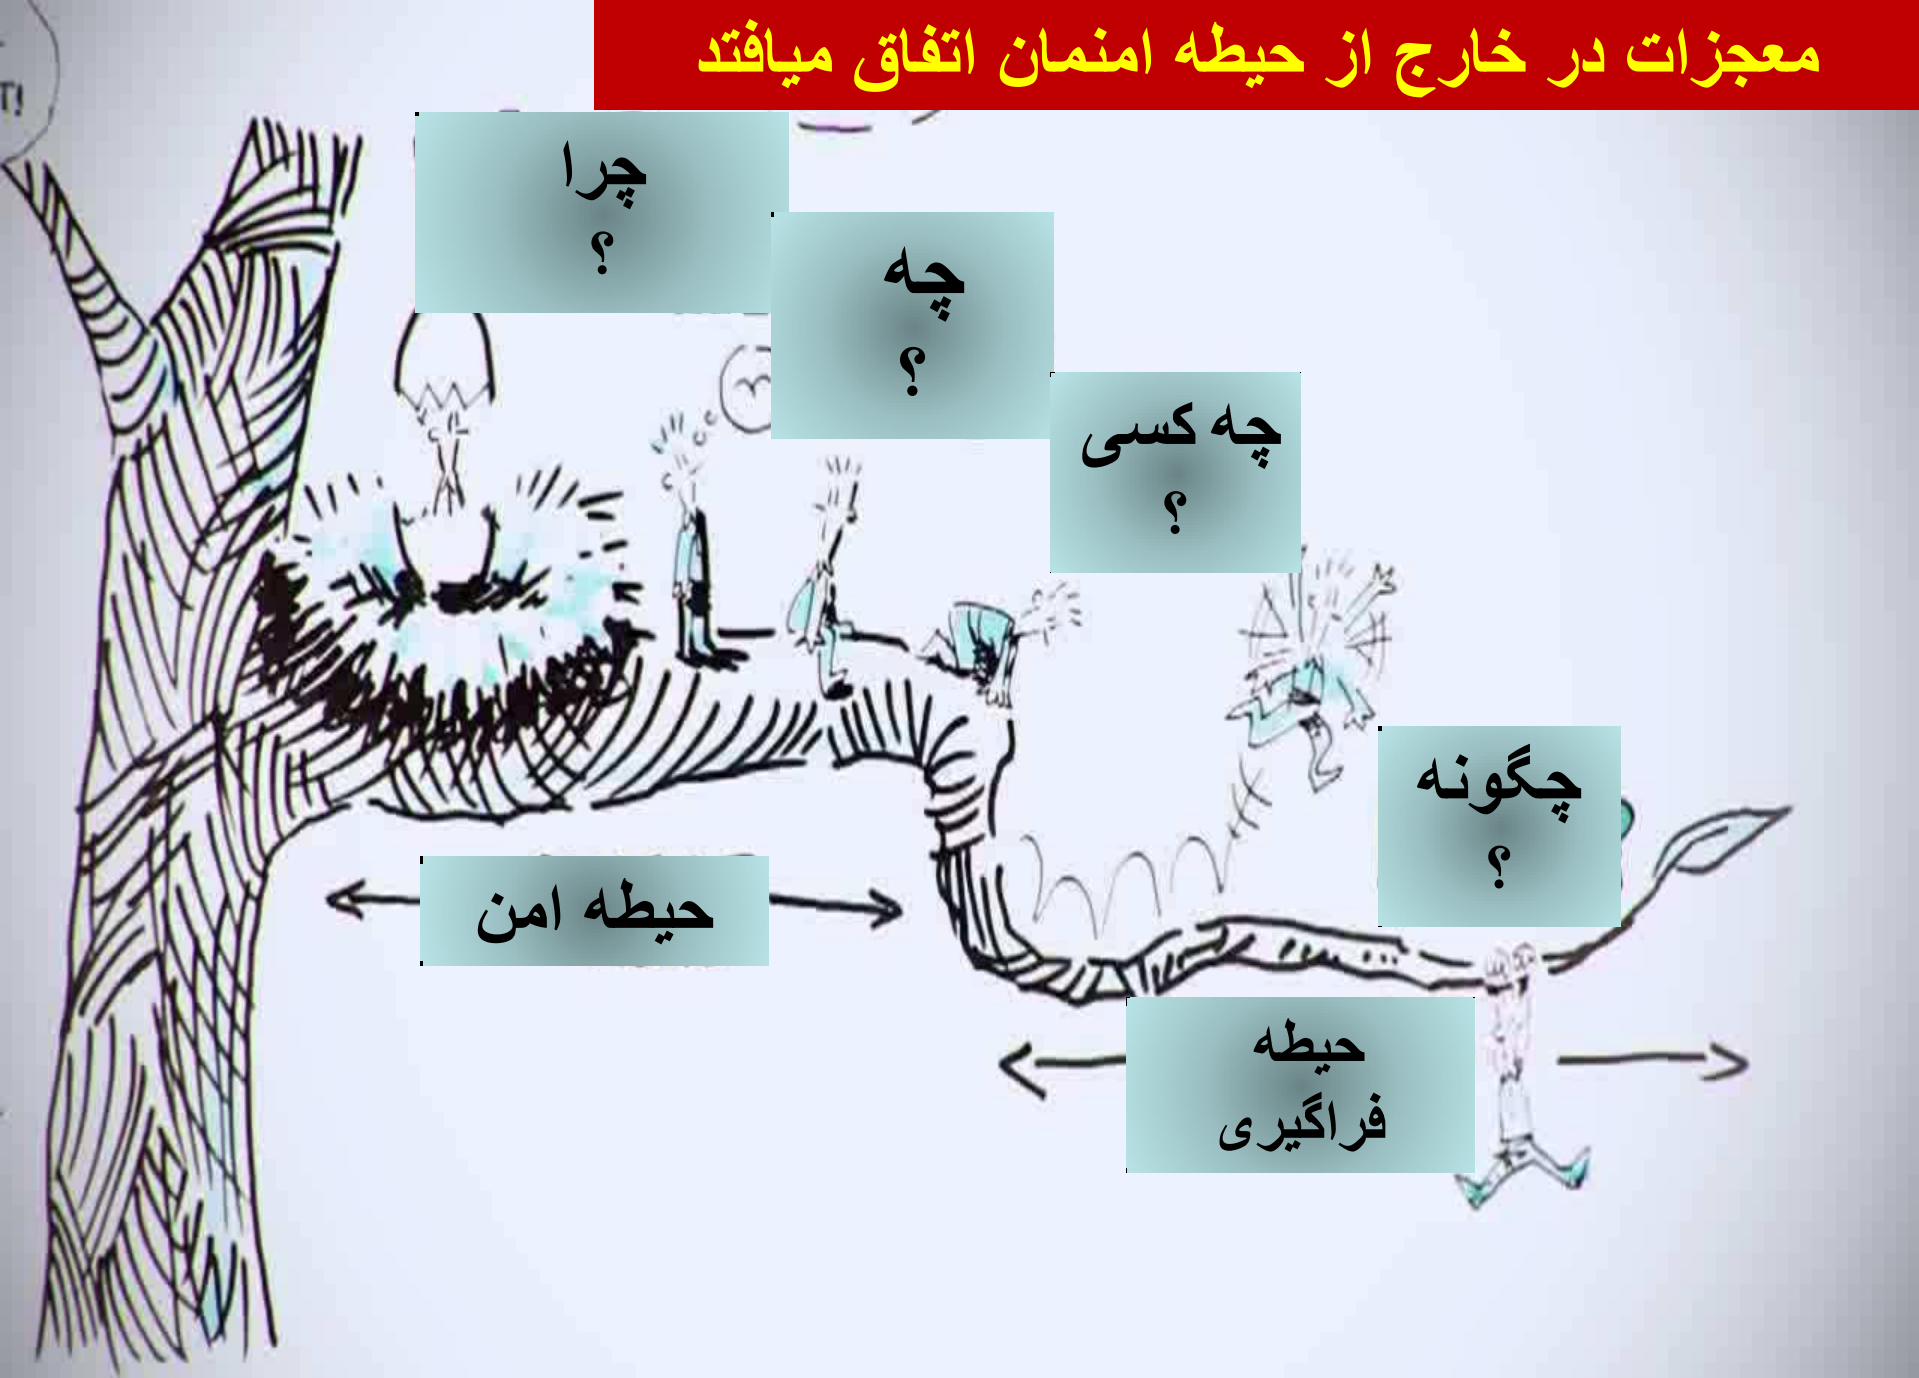 معجزات در خارج از حیطه امنمان اتفاق میافتد
چرا
؟
چه
؟
چه کسی
؟
چگونه
؟
حیطه امن
حیطه
فراگیری
T!